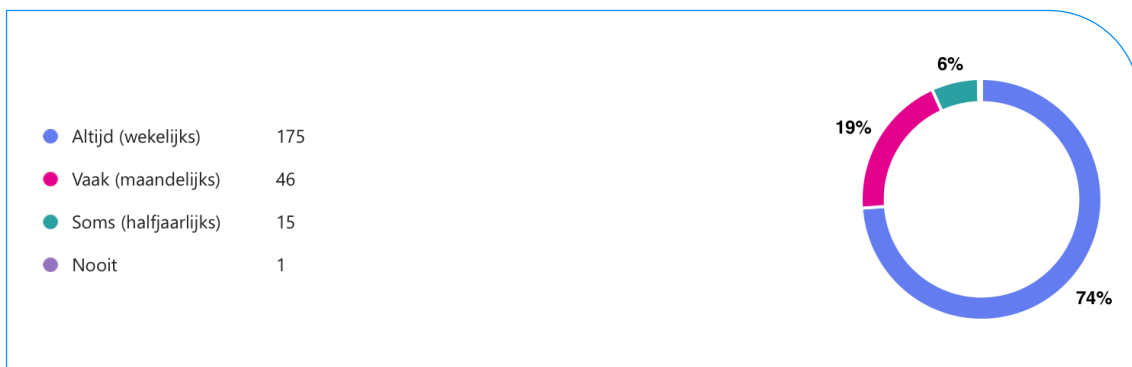 6%
Altijd (wekelijks) 175
19%
Vaak (maandelijks) 46
Soms (halfjaarlijks) 15
Nooit 1
74%